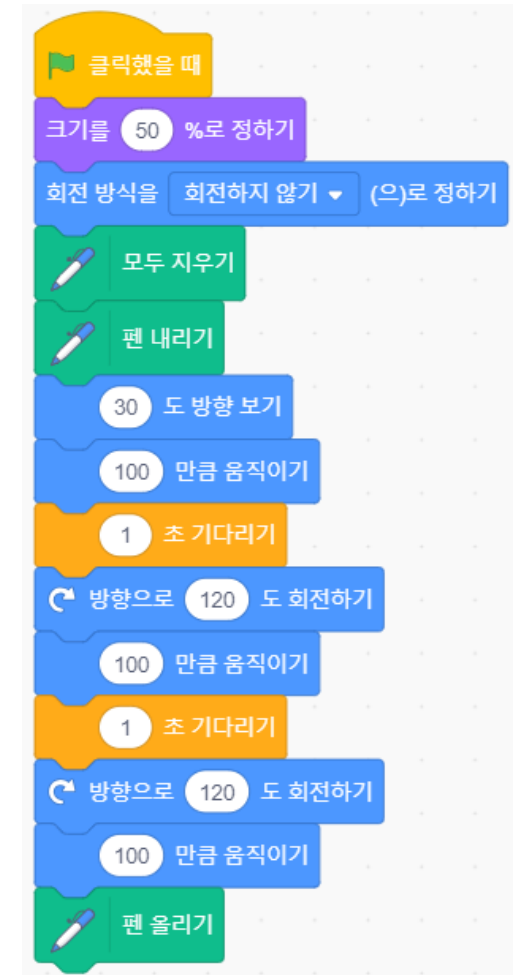 클릭했을 때
크기를 50 %로 정하기
회전 방식을 회전하지 않기 (으)로 정하기
모두 지우기
펜 내리기
30 도 방향 보기
100 만큼 움직이기
1 초 기다리기
방향으로 120 도 회전하기
100 만큼 움직이기
1 초 기다리기
방향으로 120 도 회전하기
100 만큼 움직이기
펜 올리기